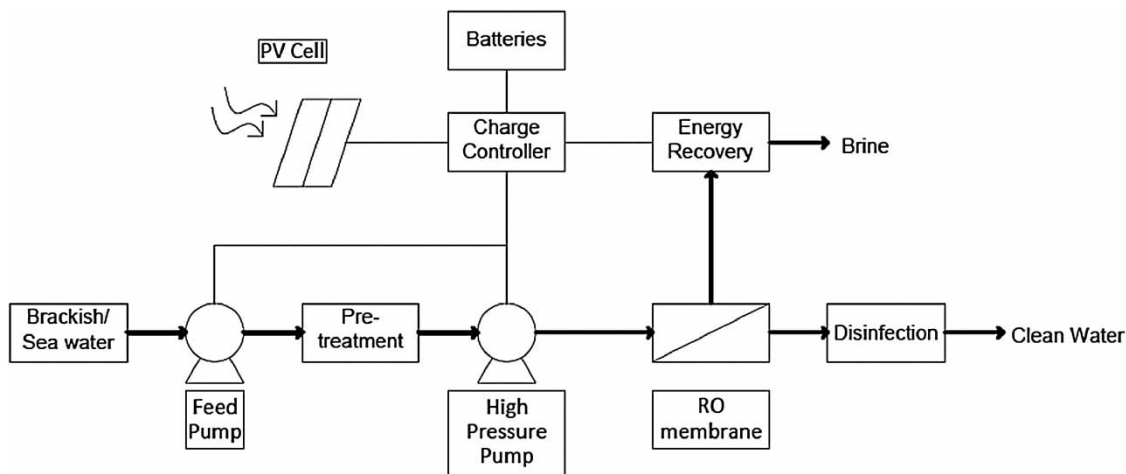 Batteries
PV Cell
Charge
Controller
Energy
Recovery
Brine
Brackish/
Sea water
Pre-
treatment
Disinfection
Clean Water
Feed
Pump
High
Pressure
Pump
RO
membrane